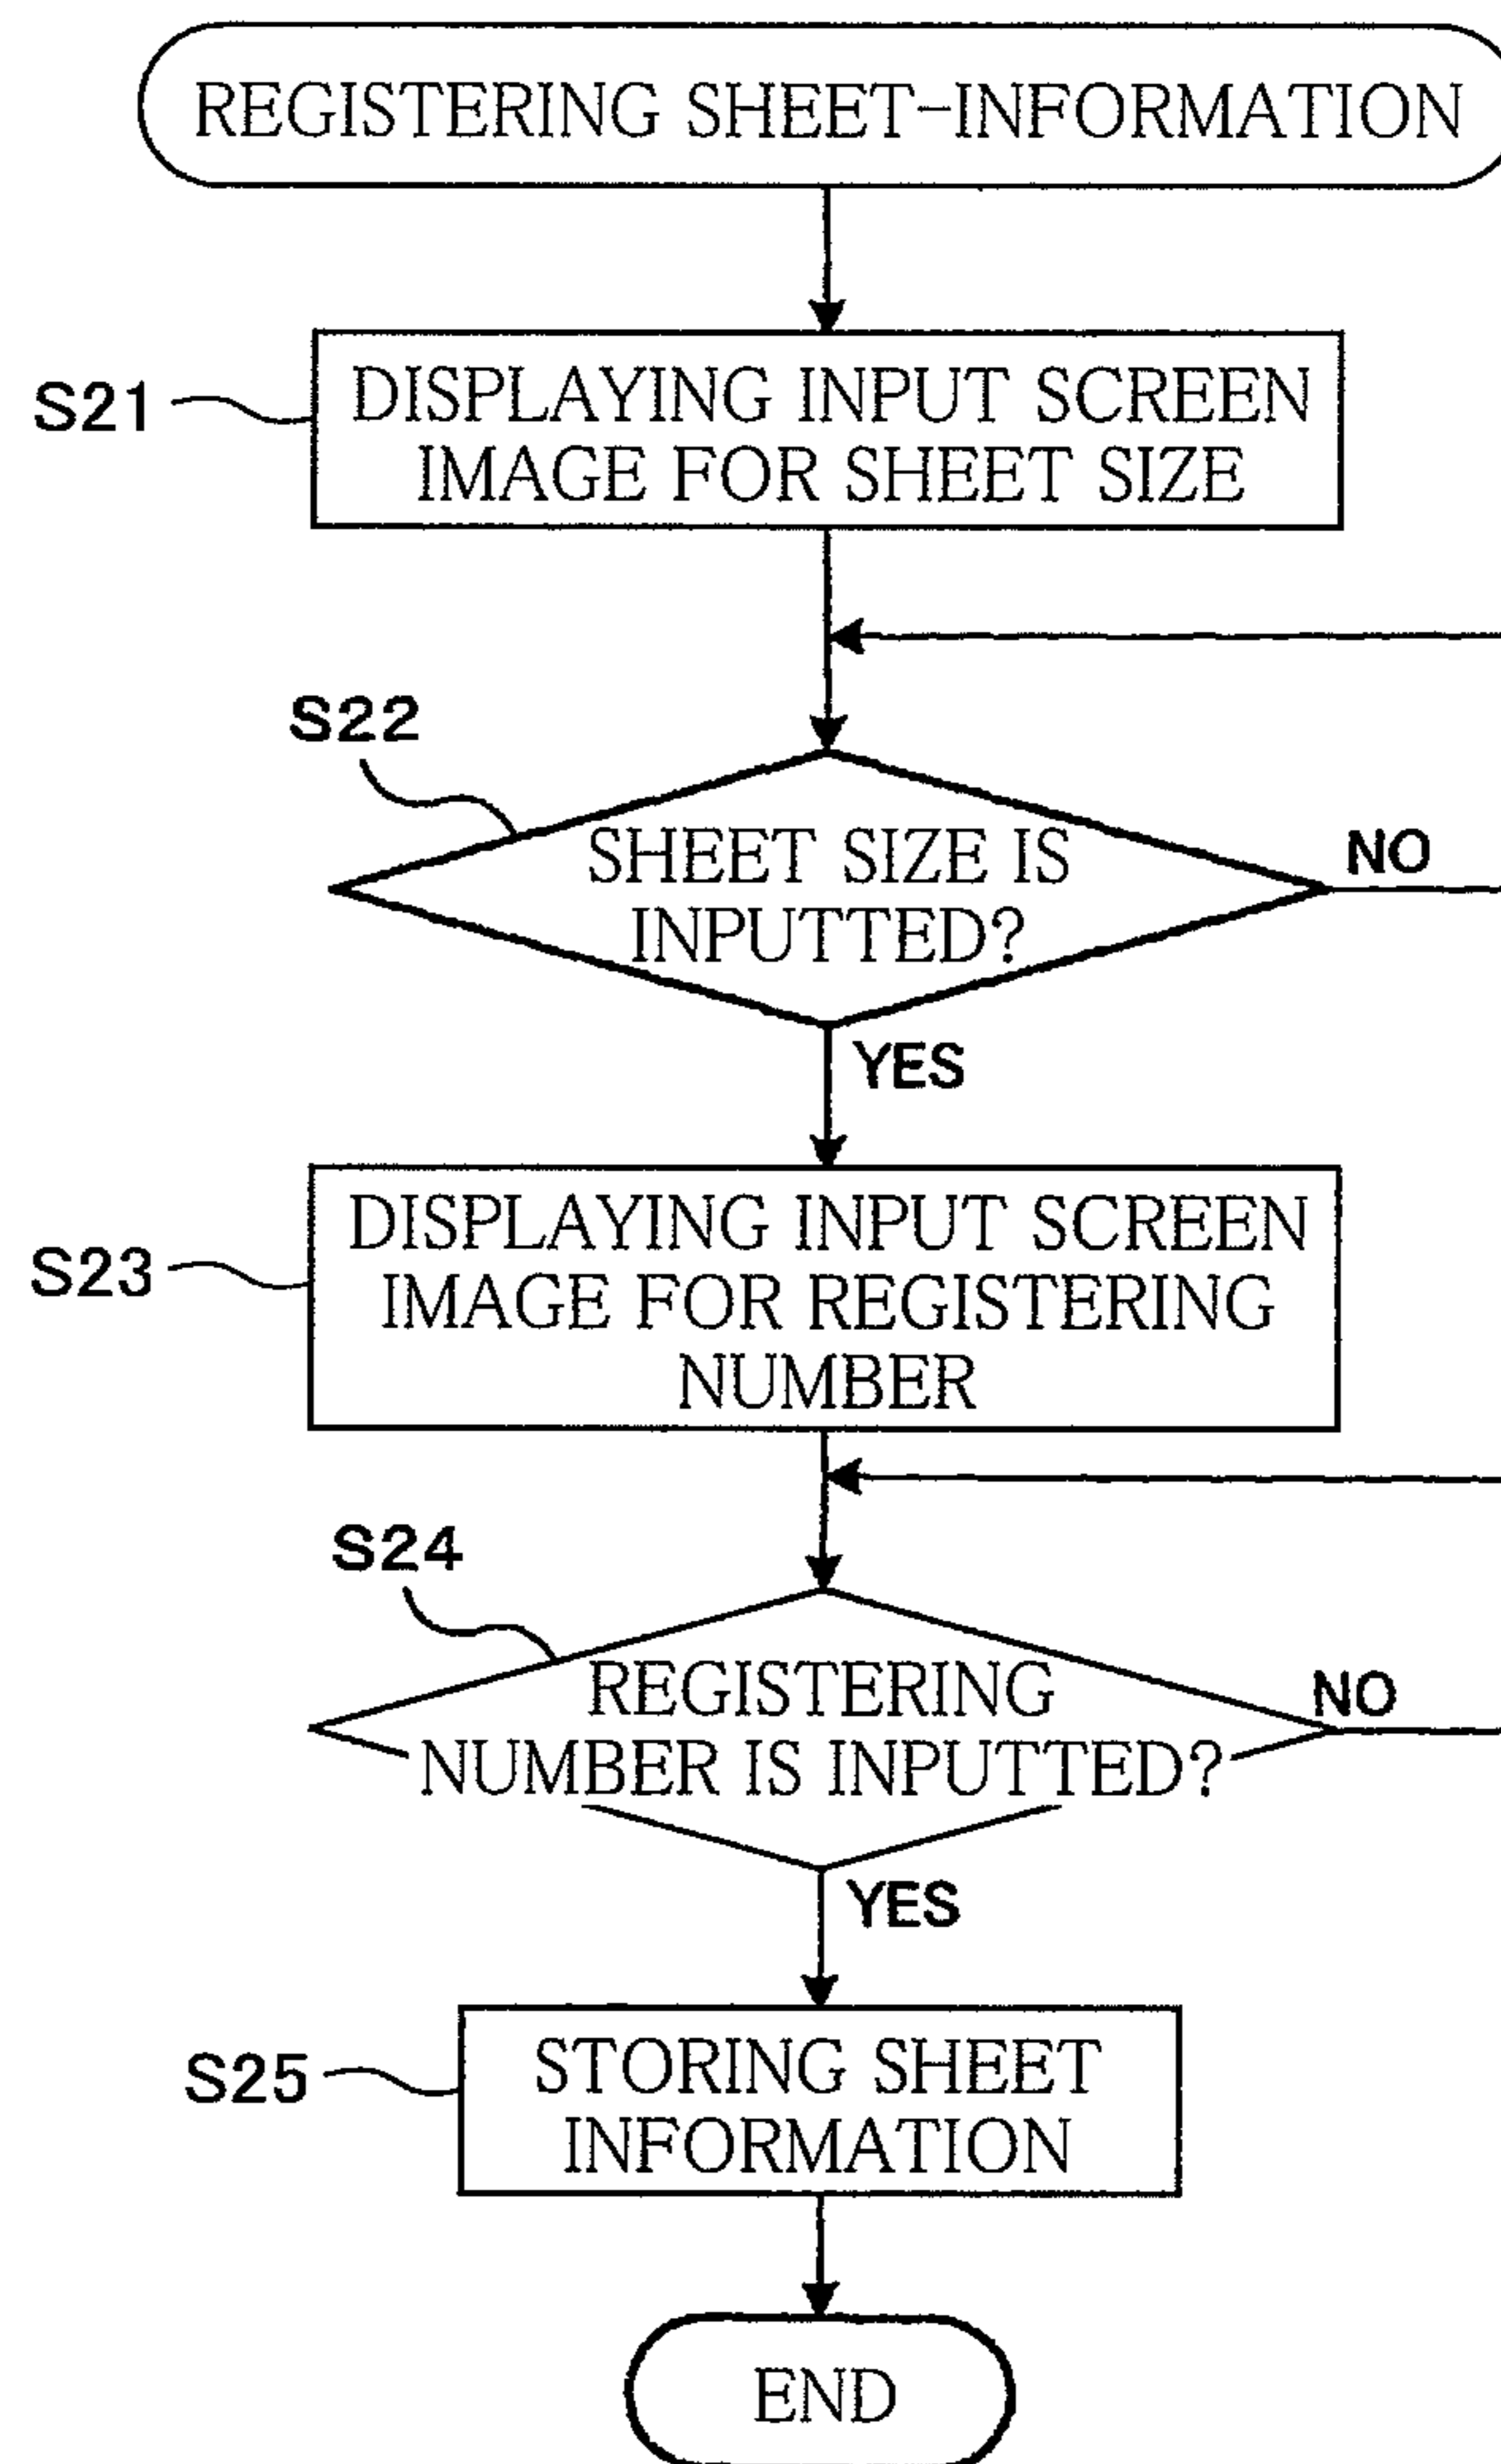 REGISTERING SHEET-INFORMATION
S21
DISPLAYING INPUT SCREEN
IMAGE FOR SHEET SIZE
S22
SHEET SIZE IS
INPUTTED?
NO
YES
S23
DISPLAYING INPUT SCREEN
IMAGE FOR REGISTERING
NUMBER
S24
REGISTERING
NUMBER IS INPUTTED?
NO
YES
S25
STORING SHEET
INFORMATION
END